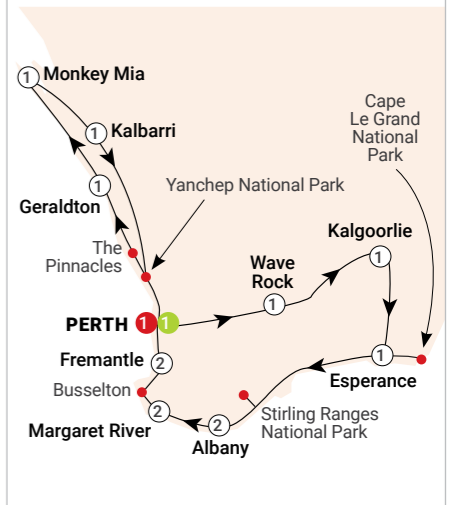 1 Monkey Mia
Cape
Le Grand
National
Park
1 Kalbarri
Yanchep National Park
1
Geraldton
Kalgoorlie
1
The
Pinnacles
Wave
Rock
1
PERTH 1 1
Fremantle 2
1
Esperance
Busselton
2
Margaret River
Stirling Ranges
National Park
2
Albany